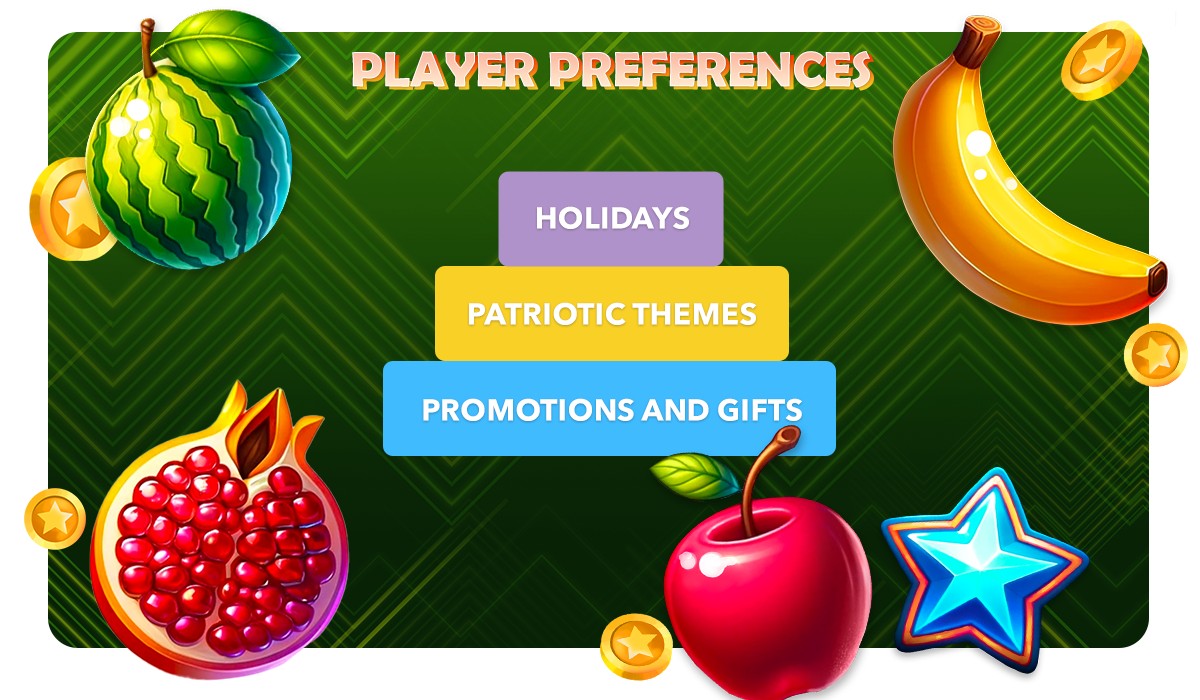 PLAYER PREFERENCES
HOLIDAYS
PATRIOTIC THEMES
PROMOTIONS AND GIFTS